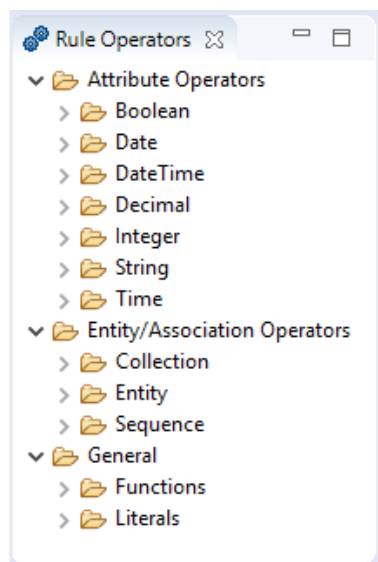 Rule Operators
Attribute Operators
Boolean
Date
DateTime
Decimal
Integer
String
Time
Entity/Association Operators
Collection
Entity
Sequence
General
Functions
Literals